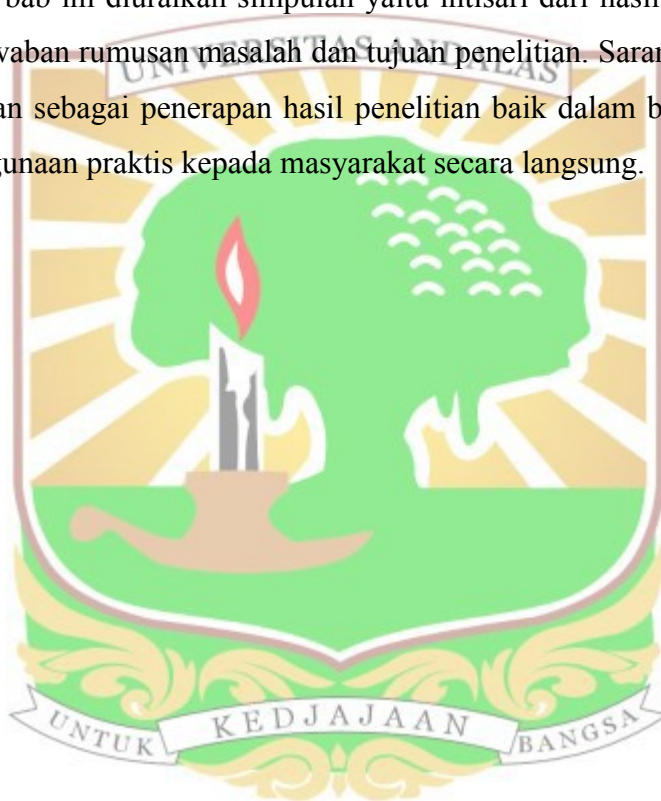 bab ini diuraikan simpulan yaitu intisari dari hasil
waban rumusan masalah dan tujuan penelitian. Saran
UNIVERSITAS ANDALAS
an sebagai penerapan hasil penelitian baik dalam b
gunaan praktis kepada masyarakat secara langsung.
UNTUK KEDJAJAAN BANGSA